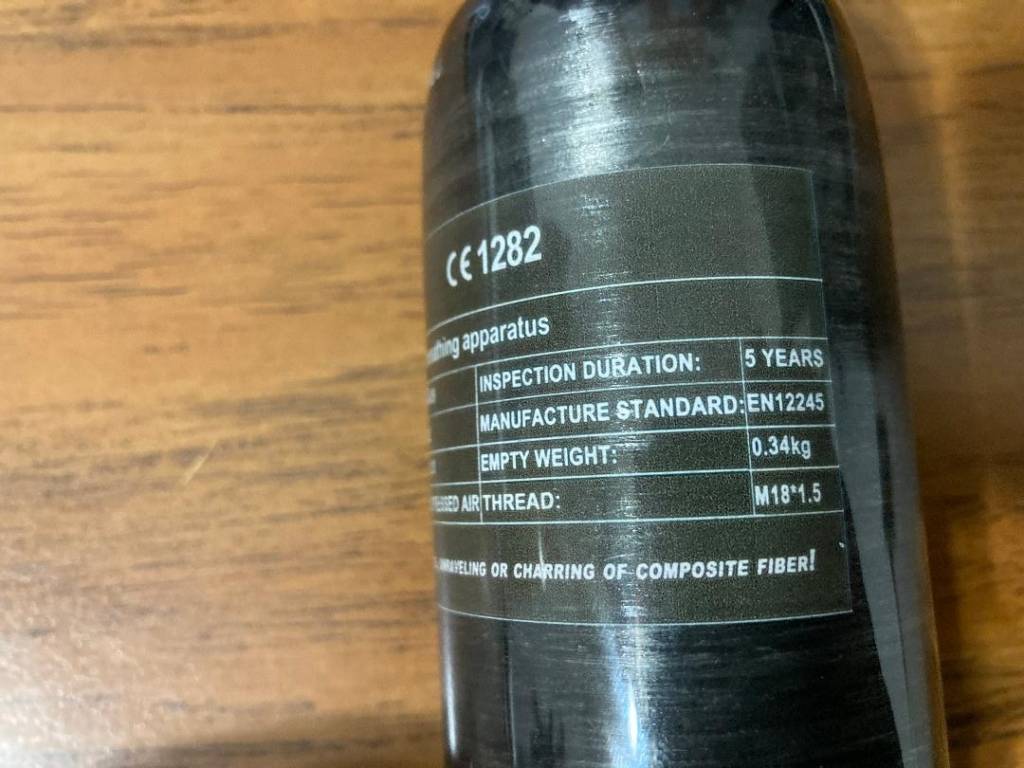 CE 1282
apparatus
INSPECTION DURATION: 5 YEARS
MANUFACTURE STANDARD: EN12245
EMPTY WEIGHT: 0.34kg
AIR THREAD: M18*1.5
OR CHARRING OF COMPOSITE FIBER!